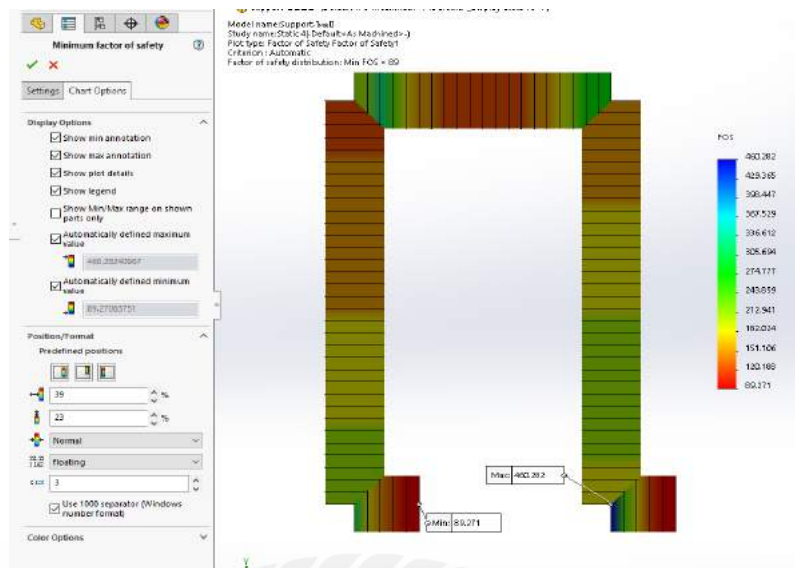 Minimum factor of safety
Settings
Chart Options
Display Options
Show min annotation
Show max annotation
Show plot details
Show legend
Show Min/Max range on shown
parts only
Automatically defined maximum
value
Automatically defined minimum
value
Position/Format
Predefined positions
39 %
23 %
Normal
floating
3
Use 1000 separator (Windows
number format)
Color Options
Study name:Static 4(-Default<As Machined>-)
Plot type: Factor of Safety Factor of Safety1
Criterion : Automatic
Factor of safety distribution: Min FOS = 89
FOS
460.282
429.365
398.447
367.529
336.612
305.694
274.777
243.859
212.941
182.024
151.106
120.188
89.271
Max: 460.282
Min: 89.271
Y